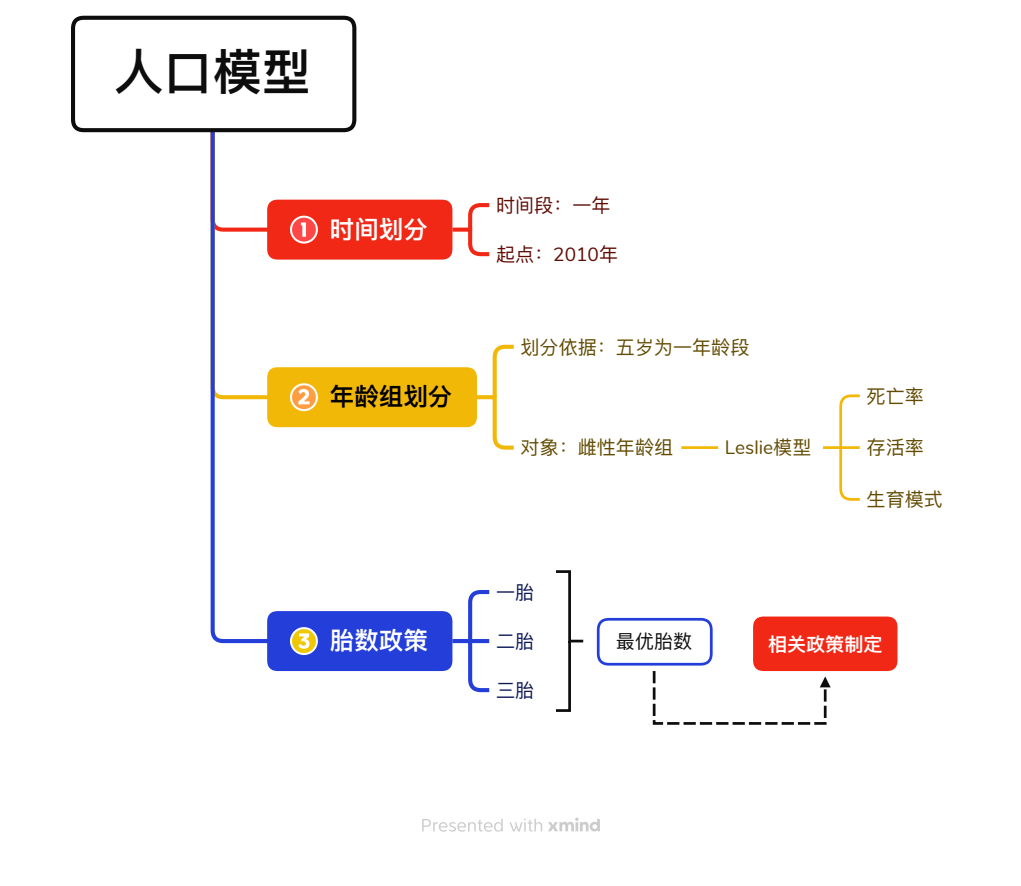 人口模型
① 时间划分
时间段：一年
起点：2010年
② 年龄组划分
划分依据：五岁为一年龄段
对象：雌性年龄组
Leslie模型
死亡率
存活率
生育模式
③ 胎数政策
一胎
二胎
三胎
最优胎数
相关政策制定
Presented with xmind